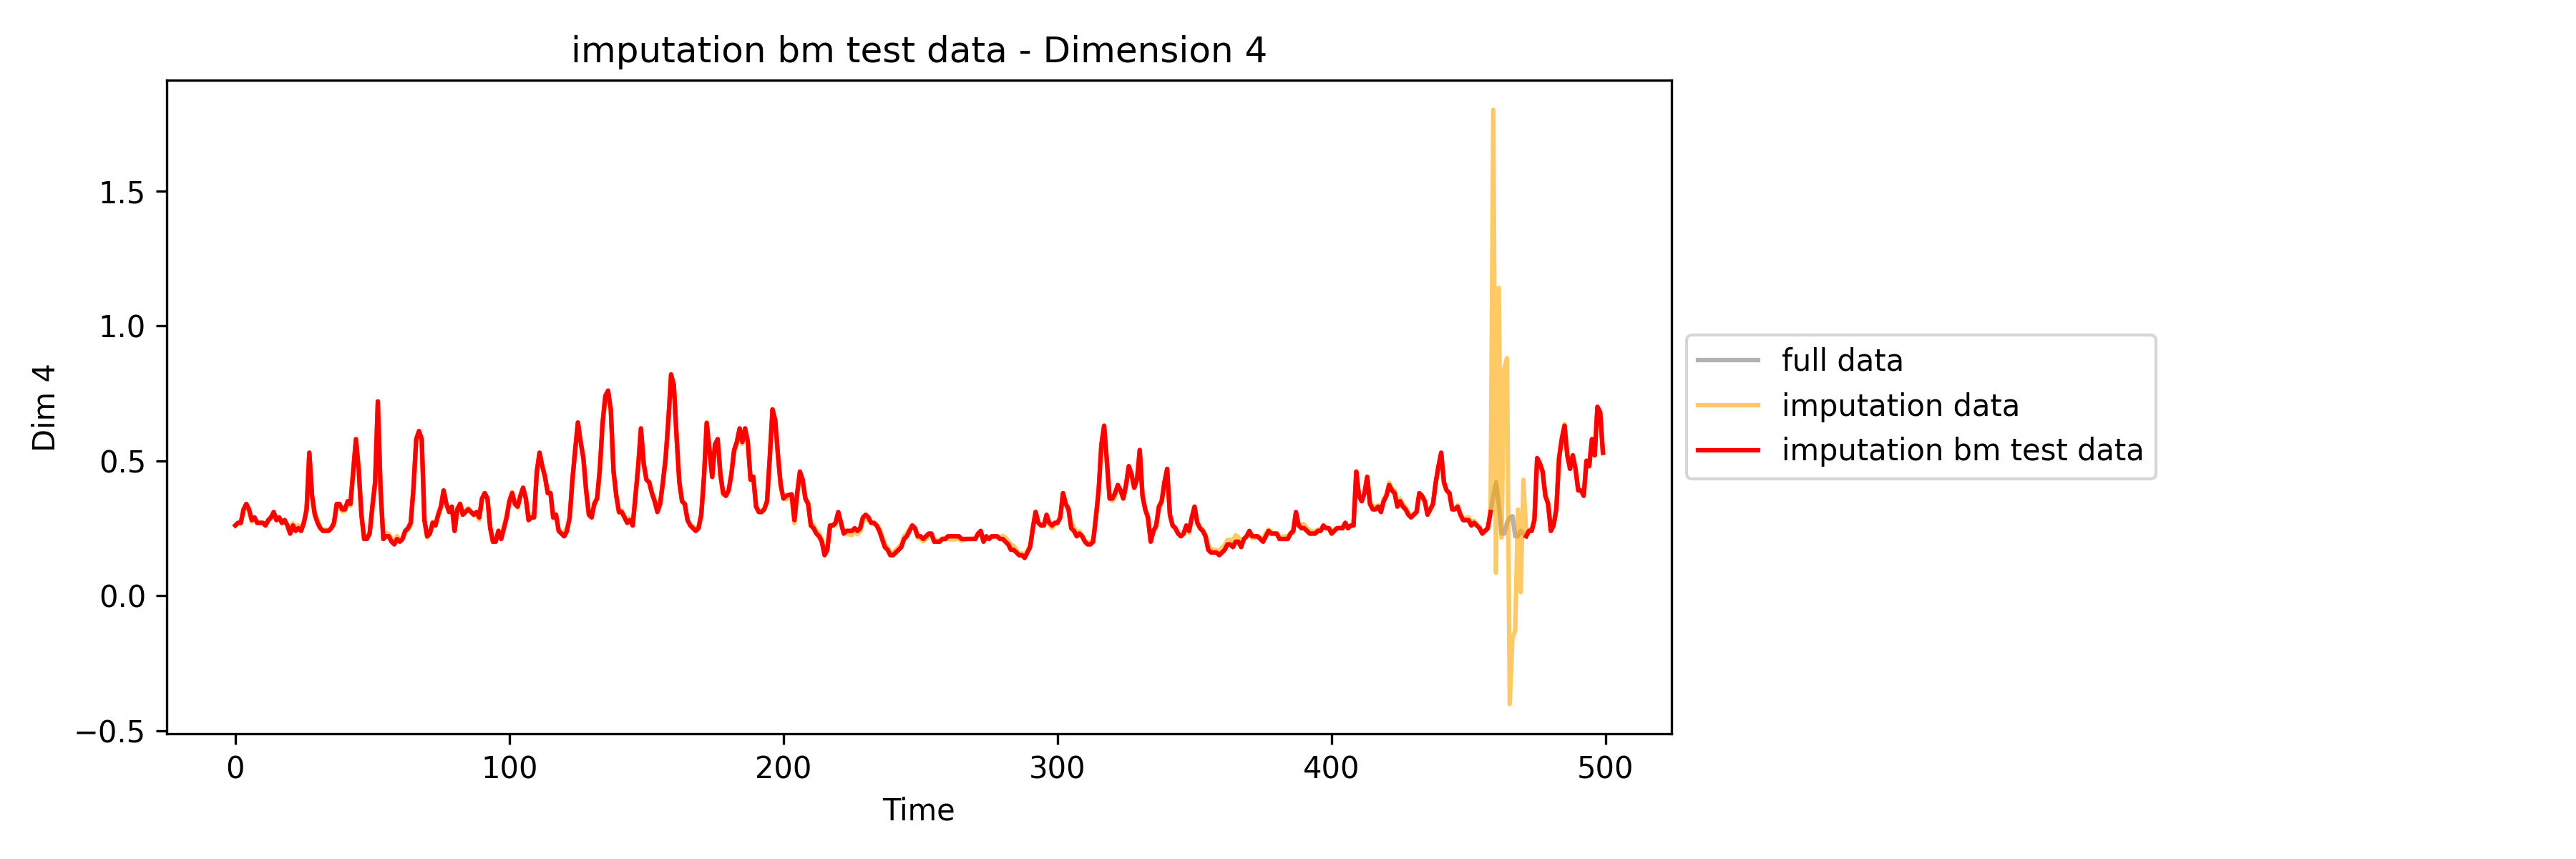 imputation bm test data - Dimension 4
Dim 4
1.5
1.0
0.5
0.0
−0.5
0 100 200 300 400 500
Time
full data
imputation data
imputation bm test data